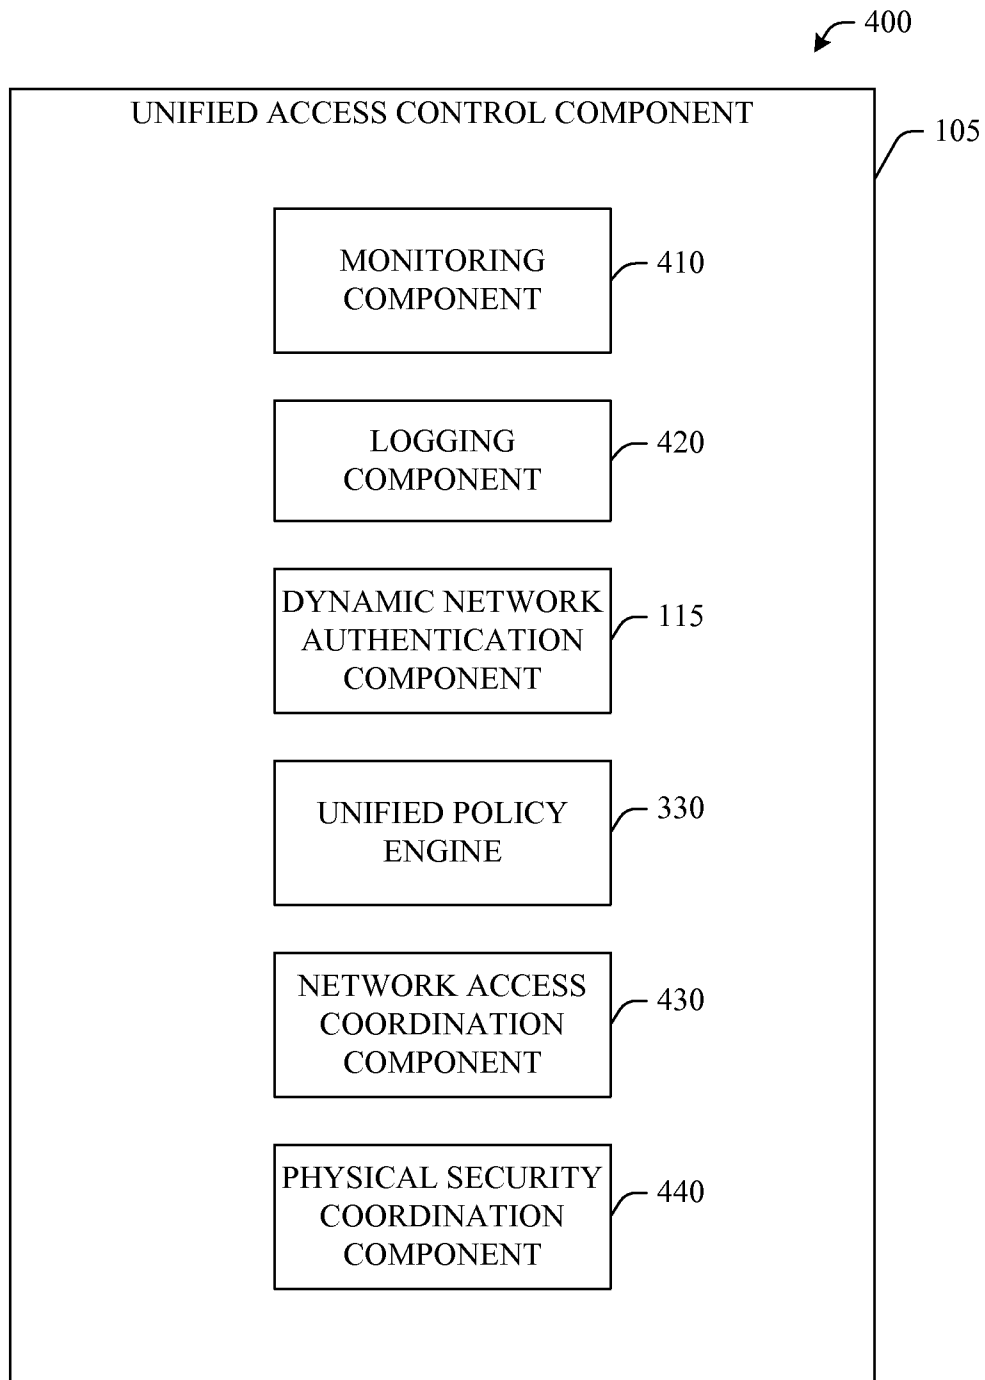 400
UNIFIED ACCESS CONTROL COMPONENT
105
MONITORING
COMPONENT
410
LOGGING
COMPONENT
420
DYNAMIC NETWORK
AUTHENTICATION
COMPONENT
115
UNIFIED POLICY
ENGINE
330
NETWORK ACCESS
COORDINATION
COMPONENT
430
PHYSICAL SECURITY
COORDINATION
COMPONENT
440